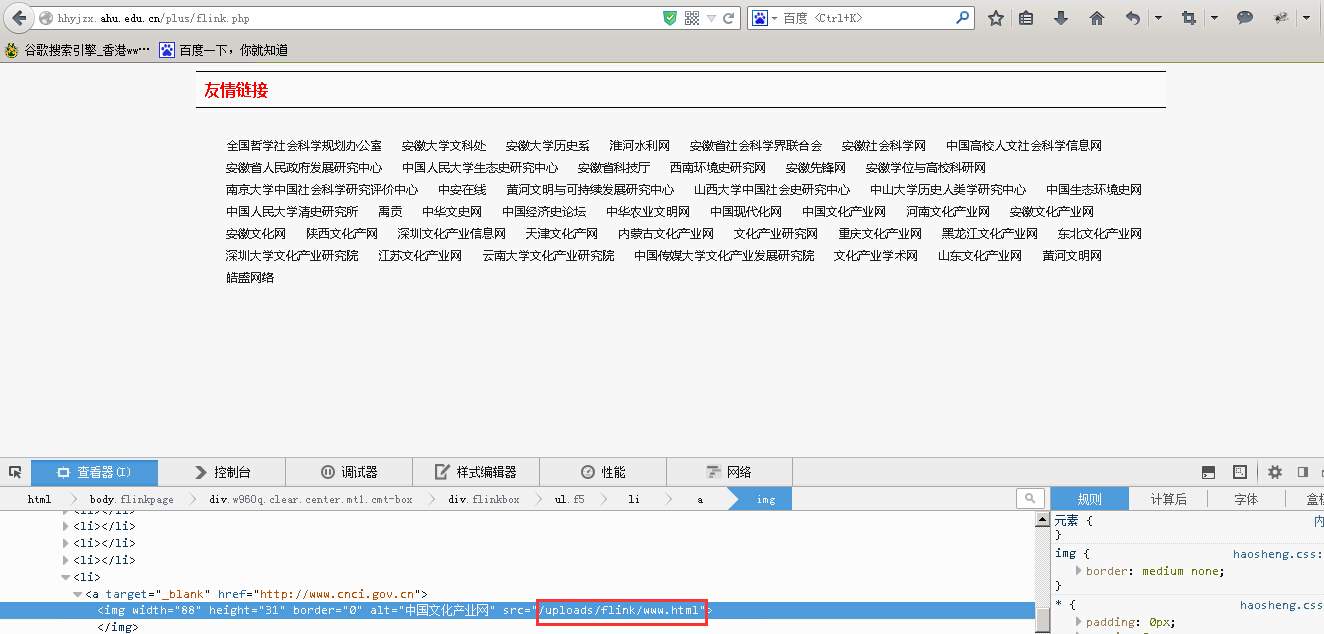 hhyjzx.ahu.edu.cn/plus/flink.php
百度 <Ctrl+K>
谷歌搜索引擎_香港ww… 百度一下，你就知道
友情链接
全国哲学社会科学规划办公室 安徽大学文科处 安徽大学历史系 淮河水利网 安徽省社会科学界联合会 安徽社会科学网 中国高校人文社会科学信息网
安徽省人民政府发展研究中心 中国人民大学生态史研究中心 安徽省科技厅 西南环境史研究网 安徽先锋网 安徽学位与高校科研网
南京大学中国社会科学研究评价中心 中安在线 黄河文明与可持续发展研究中心 山西大学中国社会史研究中心 中山大学历史人类学研究中心 中国生态环境史网
中国人民大学清史研究所 禹贡 中华文史网 中国经济史论坛 中华农业文明网 中国现代化网 中国文化产业网 河南文化产业网 安徽文化产业网
安徽文化网 陕西文化产网 深圳文化产业信息网 天津文化产网 内蒙古文化产业网 文化产业研究网 重庆文化产业网 黑龙江文化产业网 东北文化产业网
深圳大学文化产业研究院 江苏文化产业网 云南大学文化产业研究院 中国传媒大学文化产业发展研究院 文化产业学术网 山东文化产业网 黄河文明网
皓盛网络
查看器(I) 控制台 调试器 样式编辑器 性能 网络
html body.flinkpage div.w960q.clear.center.mt1.cmt-box div.flinkbox ul.f5 li a img
规则 计算后 字体
<li></li>
<li></li>
<li></li>
<li></li>
<li>
<a target="_blank" href="http://www.cnci.gov.cn">
<img width="88" height="31" border="0" alt="中国文化产业网" src="/uploads/flink/www.html">
</img>
元素 {
}
img { haosheng.css:
border: medium none;
}
* { haosheng.css
padding: 0px;